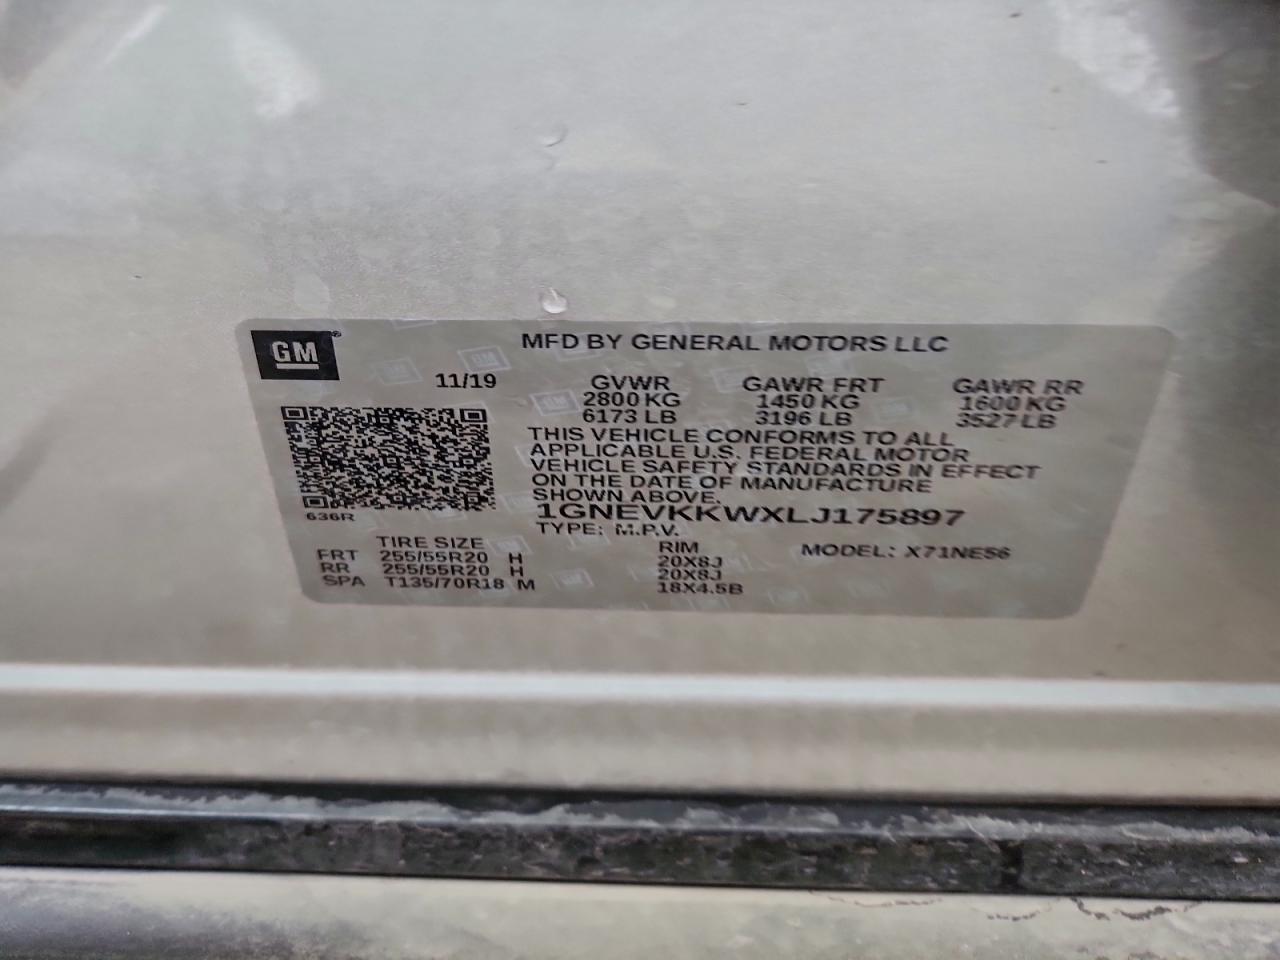 GM
MFD BY GENERAL MOTORS LLC
11/19 GVWR GAWR FRT GAWR RR
2800 KG 1450 KG 1600 KG
6173 LB 3196 LB 3527 LB
THIS VEHICLE CONFORMS TO ALL
APPLICABLE U.S. FEDERAL MOTOR
VEHICLE SAFETY STANDARDS IN EFFECT
ON THE DATE OF MANUFACTURE
SHOWN ABOVE.
636R
1GNEVKKWXLJ175897
TYPE: M.P.V.
TIRE SIZE RIM MODEL: X71NE56
FRT 255/55R20 H 20X8J
RR 255/55R20 H 20X8J
SPA T135/70R18 M 18X4.5B